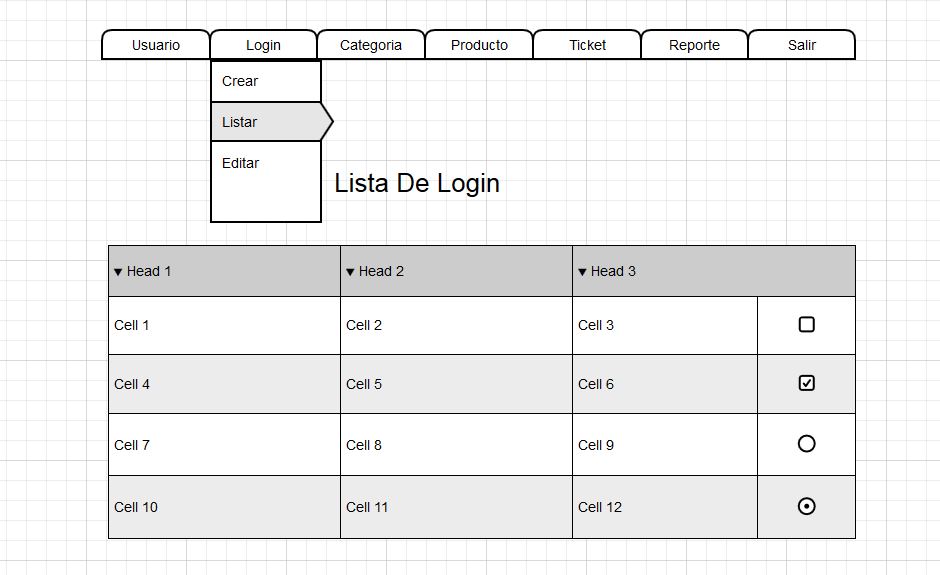 Usuario Login Categoria Producto Ticket Reporte Salir
Crear
Listar
Editar
Lista De Login
Head 1 Head 2 Head 3
Cell 1 Cell 2 Cell 3
Cell 4 Cell 5 Cell 6
Cell 7 Cell 8 Cell 9
Cell 10 Cell 11 Cell 12